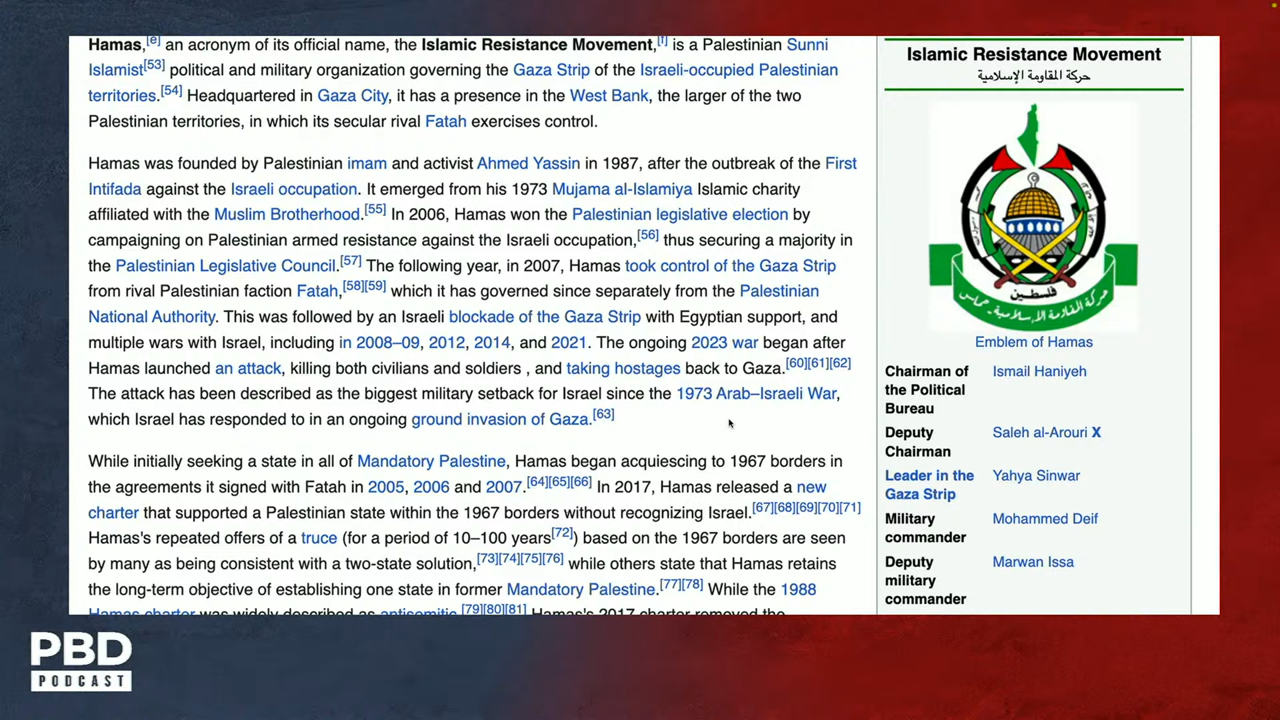 Hamas,[e] an acronym of its official name, the Islamic Resistance Movement,[f] is a Palestinian Sunni
Islamist[53] political and military organization governing the Gaza Strip of the Israeli-occupied Palestinian
territories.[54] Headquartered in Gaza City, it has a presence in the West Bank, the larger of the two
Palestinian territories, in which its secular rival Fatah exercises control.
Hamas was founded by Palestinian imam and activist Ahmed Yassin in 1987, after the outbreak of the First
Intifada against the Israeli occupation. It emerged from his 1973 Mujama al-Islamiya Islamic charity
affiliated with the Muslim Brotherhood.[55] In 2006, Hamas won the Palestinian legislative election by
campaigning on Palestinian armed resistance against the Israeli occupation,[56] thus securing a majority in
the Palestinian Legislative Council.[57] The following year, in 2007, Hamas took control of the Gaza Strip
from rival Palestinian faction Fatah,[58][59] which it has governed since separately from the Palestinian
National Authority. This was followed by an Israeli blockade of the Gaza Strip with Egyptian support, and
multiple wars with Israel, including in 2008–09, 2012, 2014, and 2021. The ongoing 2023 war began after
Hamas launched an attack, killing both civilians and soldiers , and taking hostages back to Gaza.[60][61][62]
The attack has been described as the biggest military setback for Israel since the 1973 Arab–Israeli War,
which Israel has responded to in an ongoing ground invasion of Gaza.[63]
While initially seeking a state in all of Mandatory Palestine, Hamas began acquiescing to 1967 borders in
the agreements it signed with Fatah in 2005, 2006 and 2007.[64][65][66] In 2017, Hamas released a new
charter that supported a Palestinian state within the 1967 borders without recognizing Israel.[67][68][69][70][71]
Hamas's repeated offers of a truce (for a period of 10–100 years[72]) based on the 1967 borders are seen
by many as being consistent with a two-state solution,[73][74][75][76] while others state that Hamas retains
the long-term objective of establishing one state in former Mandatory Palestine.[77][78] While the 1988
Hamas charter was widely described as antisemitic,[79][80][81] Hamas's 2017 charter removed the
Islamic Resistance Movement
حركة المقاومة الإسلامية
فلسطين
حركة المقاومة الإسلامية حماس
Emblem of Hamas
Chairman of
the Political
Bureau
Ismail Haniyeh
Deputy
Chairman
Saleh al-Arouri X
Leader in the
Gaza Strip
Yahya Sinwar
Military
commander
Mohammed Deif
Deputy
military
commander
Marwan Issa
PBD
PODCAST